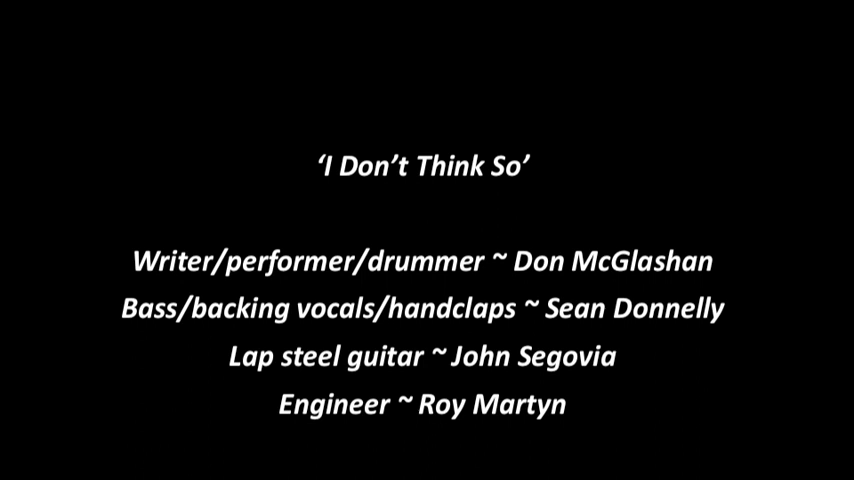 ‘I Don’t Think So’
Writer/performer/drummer ~ Don McGlashan
Bass/backing vocals/handclaps ~ Sean Donnelly
Lap steel guitar ~ John Segovia
Engineer ~ Roy Martyn